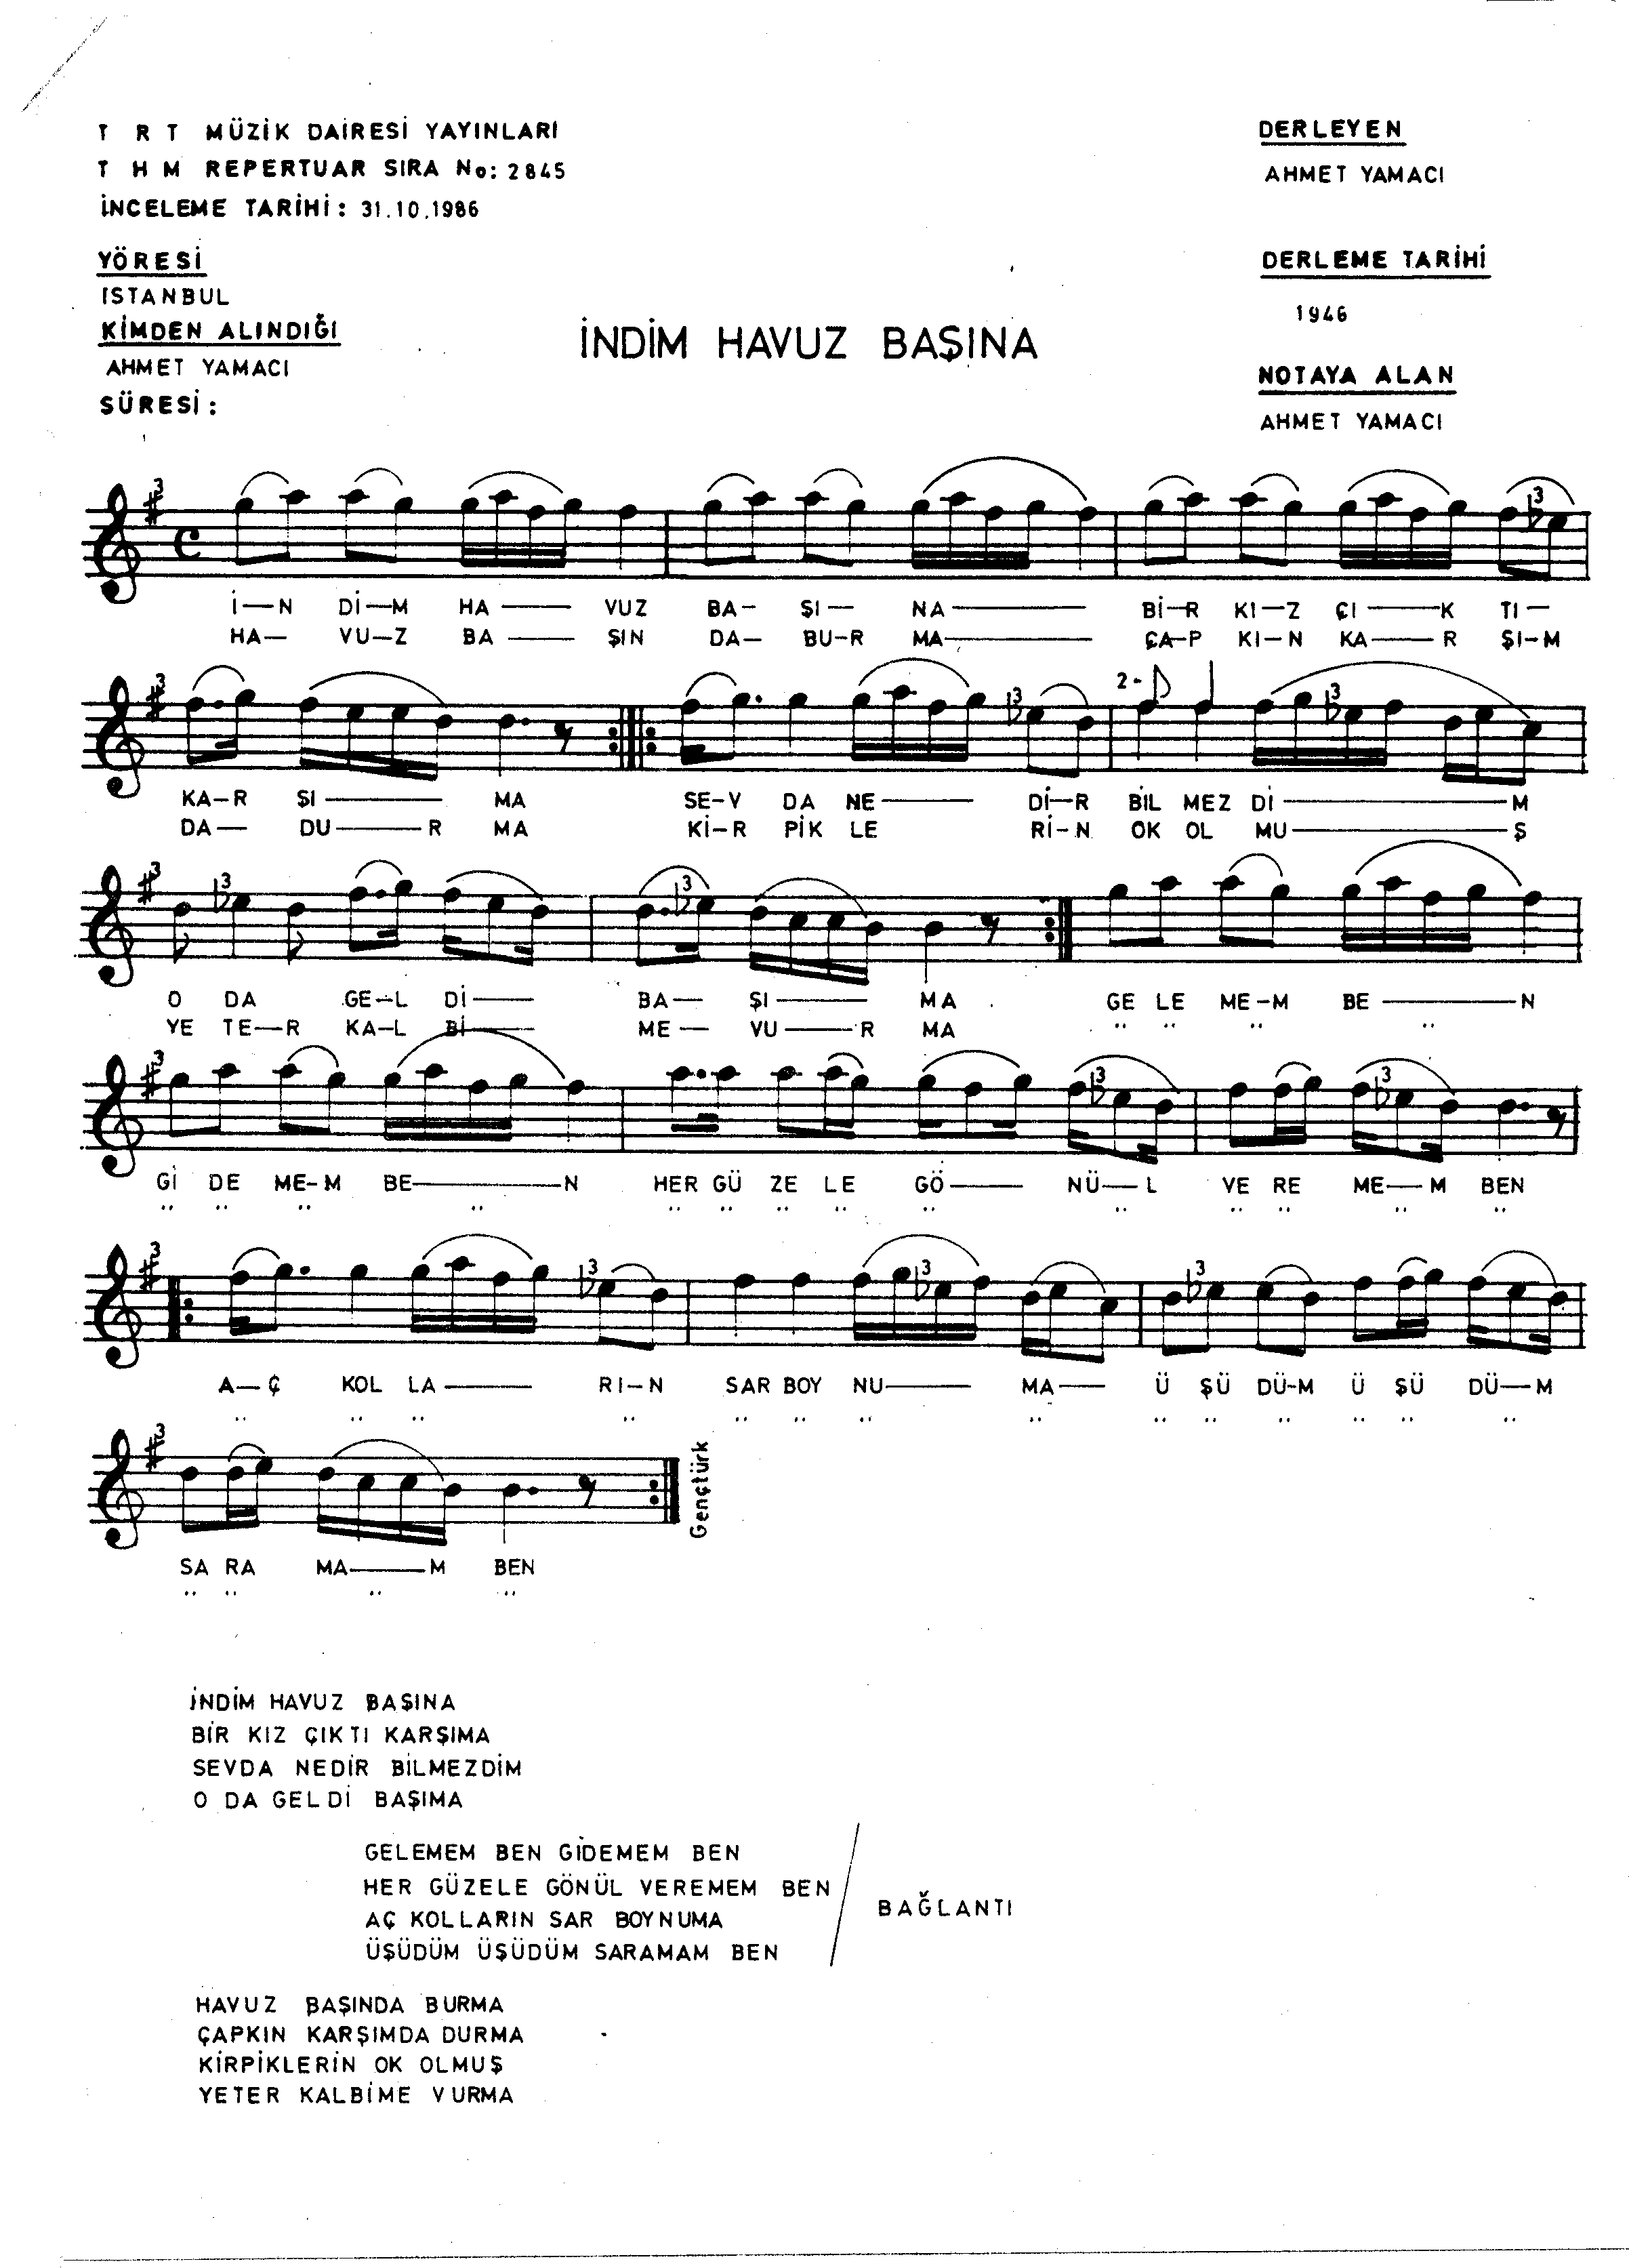 T R T MÜZİK DAİRESİ YAYINLARI
T H M REPERTUAR SIRA No: 2845
İNCELEME TARİHİ : 31.10.1986
YÖRESİ
ISTANBUL
KİMDEN ALINDIĞI
AHMET YAMACI
SÜRESİ :
İNDİM HAVUZ BAŞINA
DERLEYEN
AHMET YAMACI
DERLEME TARİHİ
1946
NOTAYA ALAN
AHMET YAMACI
İ—N Dİ—M HA—— VUZ BA— ŞI— NA—— Bİ—R KI—Z ÇI——K TI—
HA— VU—Z BA—— ŞIN DA— BU—R MA—— ÇA—P KI—N KA——R ŞI—M
KA—R ŞI—— MA SE—V DA NE—— Dİ—R BİL MEZ Dİ——M
DA— DU——R MA Kİ—R PİK LE Rİ—N OK OL MU——Ş
O DA GE—L Dİ—— BA— ŞI—— MA GE LE ME—M BE——N
YE TE—R KA—L Bİ—— ME— VU——R MA " " " "
Gİ DE ME—M BE——N HER GÜ ZE LE GÖ—— NÜ—L VE RE ME—M BEN
" " " " " " " " " " " " " "
A—Ç KOL LA—— RI—N SAR BOY NU—— MA— Ü ŞÜ DÜ—M Ü ŞÜ DÜ—M
" " " " " " " " " " " " " "
SA RA MA——M BEN
" " " "
Gençtürk
İNDİM HAVUZ BAŞINA
BİR KIZ ÇIKTI KARŞIMA
SEVDA NEDİR BİLMEZDİM
O DA GELDİ BAŞIMA
GELEMEM BEN GİDEMEM BEN
HER GÜZELE GÖNÜL VEREMEM BEN
AÇ KOLLARIN SAR BOYNUMA
ÜŞÜDÜM ÜŞÜDÜM SARAMAM BEN
BAĞLANTI
HAVUZ BAŞINDA BURMA
ÇAPKIN KARŞIMDA DURMA
KİRPİKLERİN OK OLMUŞ
YETER KALBİME VURMA